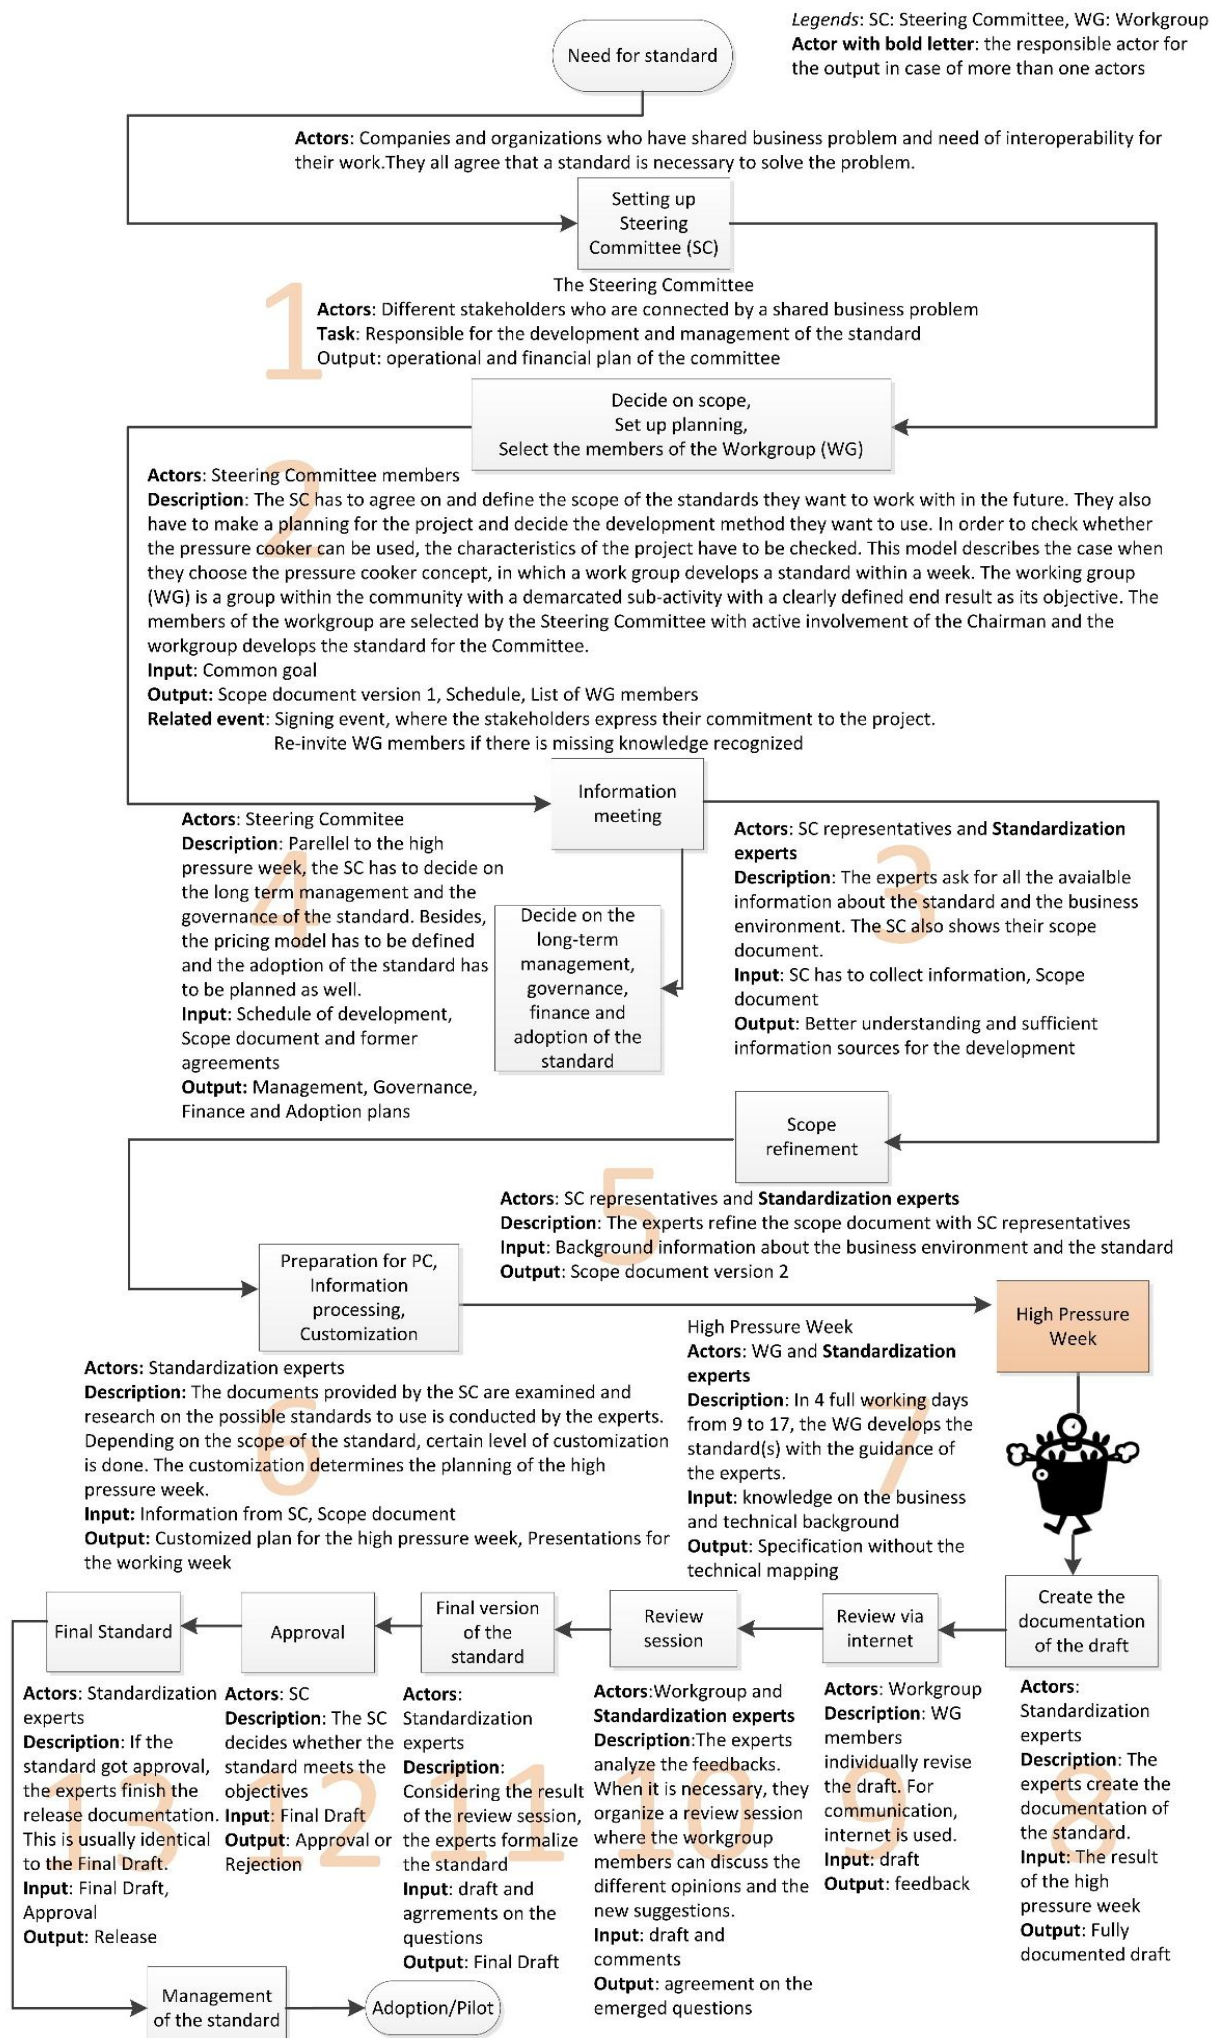 Legends: SC: Steering Committee, WG: Workgroup
Actor with bold letter: the responsible actor for
the output in case of more than one actors
Need for standard
Actors: Companies and organizations who have shared business problem and need of interoperability for
their work.They all agree that a standard is necessary to solve the problem.
Setting up
Steering
Committee (SC)
1
The Steering Committee
Actors: Different stakeholders who are connected by a shared business problem
Task: Responsible for the development and management of the standard
Output: operational and financial plan of the committee
Decide on scope,
Set up planning,
Select the members of the Workgroup (WG)
2
Actors: Steering Committee members
Description: The SC has to agree on and define the scope of the standards they want to work with in the future. They also
have to make a planning for the project and decide the development method they want to use. In order to check whether
the pressure cooker can be used, the characteristics of the project have to be checked. This model describes the case when
they choose the pressure cooker concept, in which a work group develops a standard within a week. The working group
(WG) is a group within the community with a demarcated sub-activity with a clearly defined end result as its objective. The
members of the workgroup are selected by the Steering Committee with active involvement of the Chairman and the
workgroup develops the standard for the Committee.
Input: Common goal
Output: Scope document version 1, Schedule, List of WG members
Related event: Signing event, where the stakeholders express their commitment to the project.
Re-invite WG members if there is missing knowledge recognized
Information
meeting
3
Actors: SC representatives and Standardization
experts
Description: The experts ask for all the avaialble
information about the standard and the business
environment. The SC also shows their scope
document.
Input: SC has to collect information, Scope
document
Output: Better understanding and sufficient
information sources for the development
4
Actors: Steering Commitee
Description: Parellel to the high
pressure week, the SC has to decide on
the long term management and the
governance of the standard. Besides,
the pricing model has to be defined
and the adoption of the standard has
to be planned as well.
Input: Schedule of development,
Scope document and former
agreements
Output: Management, Governance,
Finance and Adoption plans
Decide on the
long-term
management,
governance,
finance and
adoption of the
standard
Scope
refinement
5
Actors: SC representatives and Standardization experts
Description: The experts refine the scope document with SC representatives
Input: Background information about the business environment and the standard
Output: Scope document version 2
Preparation for PC,
Information
processing,
Customization
6
Actors: Standardization experts
Description: The documents provided by the SC are examined and
research on the possible standards to use is conducted by the experts.
Depending on the scope of the standard, certain level of customization
is done. The customization determines the planning of the high
pressure week.
Input: Information from SC, Scope document
Output: Customized plan for the high pressure week, Presentations for
the working week
High Pressure
Week
7
High Pressure Week
Actors: WG and Standardization
experts
Description: In 4 full working days
from 9 to 17, the WG develops the
standard(s) with the guidance of
the experts.
Input: knowledge on the business
and technical background
Output: Specification without the
technical mapping
Create the
documentation
of the draft
8
Actors:
Standardization
experts
Description: The
experts create the
documentation of
the standard.
Input: The result
of the high
pressure week
Output: Fully
documented draft
Review via
internet
9
Actors: Workgroup
Description: WG
members
individually revise
the draft. For
communication,
internet is used.
Input: draft
Output: feedback
Review
session
10
Actors:Workgroup and
Standardization experts
Description:The experts
analyze the feedbacks.
When it is necessary, they
organize a review session
where the workgroup
members can discuss the
different opinions and the
new suggestions.
Input: draft and
comments
Output: agreement on the
emerged questions
Final version
of the
standard
11
Actors:
Standardization
experts
Description:
Considering the result
of the review session,
the experts formalize
the standard
Input: draft and
agrrements on the
questions
Output: Final Draft
Approval
12
Actors: SC
Description: The SC
decides whether the
standard meets the
objectives
Input: Final Draft
Output: Approval or
Rejection
Final Standard
13
Actors: Standardization
experts
Description: If the
standard got approval,
the experts finish the
release documentation.
This is usually identical
to the Final Draft.
Input: Final Draft,
Approval
Output: Release
Management
of the standard
Adoption/Pilot